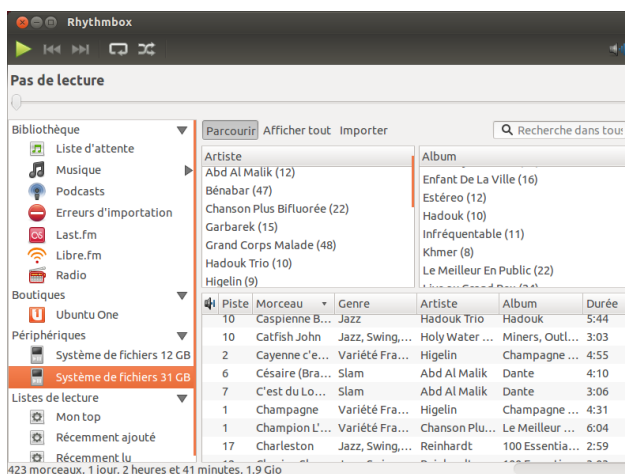 Rhythmbox
Pas de lecture
Bibliothèque
Liste d'attente
Musique
Podcasts
Erreurs d'importation
Last.fm
Libre.fm
Radio
Boutiques
Ubuntu One
Périphériques
Système de fichiers 12 GB
Système de fichiers 31 GB
Listes de lecture
Mon top
Récemment ajouté
Récemment lu
Parcourir Afficher tout Importer Recherche dans tous
Artiste
Abd Al Malik (12)
Bénabar (47)
Chanson Plus Bifluorée (22)
Garbarek (15)
Grand Corps Malade (48)
Hadouk Trio (10)
Higelin (9)
Album
Enfant De La Ville (16)
Estéreo (12)
Hadouk (10)
Infréquentable (11)
Khmer (8)
Le Meilleur En Public (22)
Piste Morceau Genre Artiste Album Durée
10 Caspienne B... Jazz Hadouk Trio Hadouk 5:44
10 Catfish John Jazz, Swing,... Holy Water ... Miners, Outl... 3:03
2 Cayenne c'e... Variété Fra... Higelin Champagne ... 4:55
6 Césaire (Bra... Slam Abd Al Malik Dante 4:10
7 C'est du Lo... Slam Abd Al Malik Dante 3:06
1 Champagne Variété Fra... Higelin Champagne ... 4:31
1 Champion L'... Variété Fra... Chanson Plu... Le Meilleur ... 6:04
17 Charleston Jazz, Swing,... Reinhardt 100 Essentia... 2:59
423 morceaux, 1 jour, 2 heures et 41 minutes, 1,9 Gio